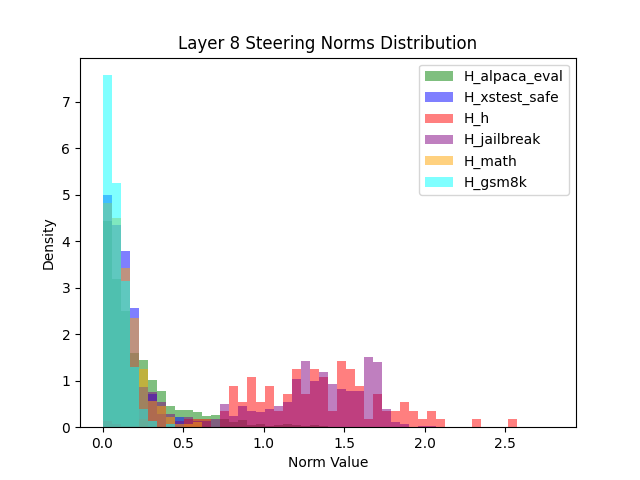 Layer 8 Steering Norms Distribution
H_alpaca_eval
H_xstest_safe
H_h
H_jailbreak
H_math
H_gsm8k
Density
7
6
5
4
3
2
1
0
0.0 0.5 1.0 1.5 2.0 2.5
Norm Value